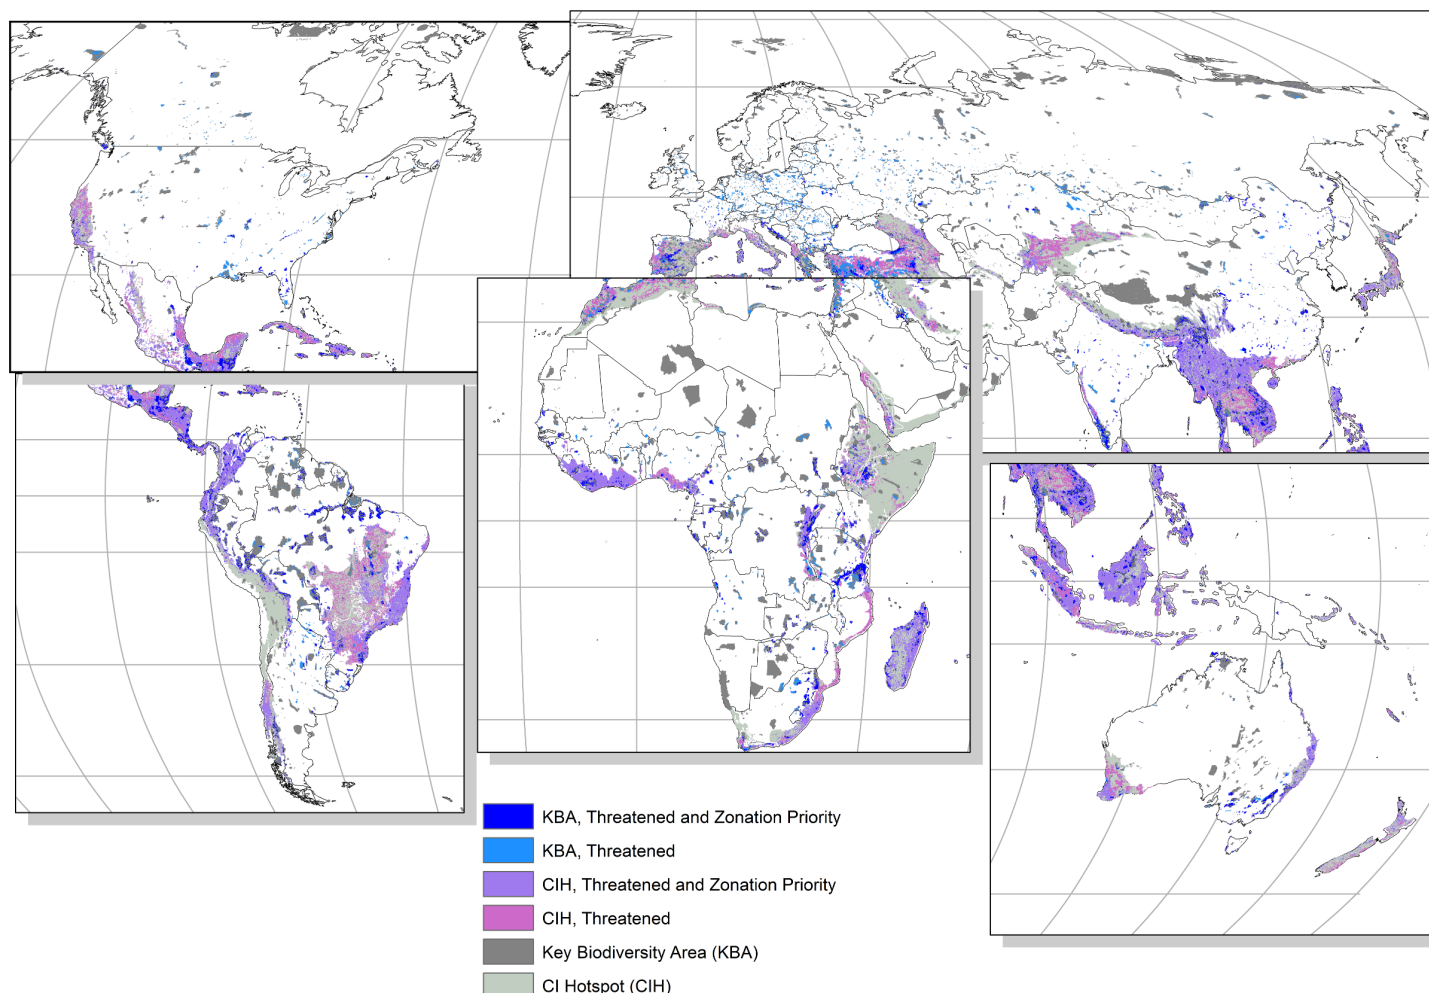 KBA, Threatened and Zonation Priority
KBA, Threatened
CIH, Threatened and Zonation Priority
CIH, Threatened
Key Biodiversity Area (KBA)
CI Hotspot (CIH)